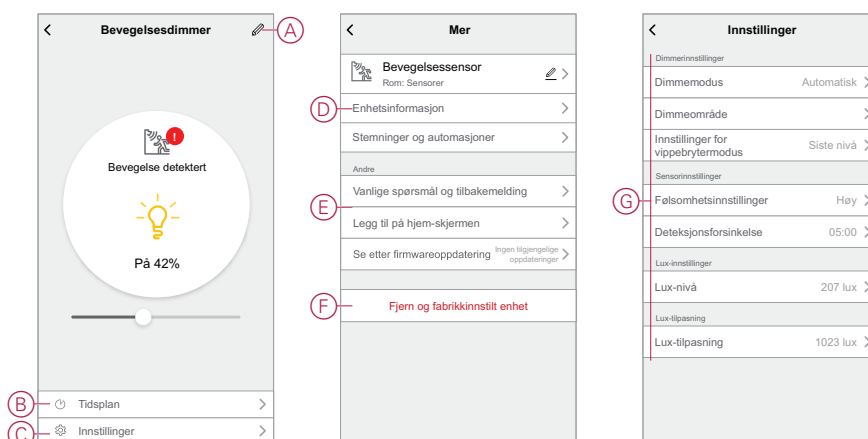 Bevegelsesdimmer
A
!
Bevegelse detektert
På 42%
B
Tidsplan
C
Innstillinger
Mer
Bevegelsessensor
Rom: Sensorer
D
Enhetsinformasjon
Stemninger og automasjoner
Andre
E
Vanlige spørsmål og tilbakemelding
Legg til på hjem-skjermen
Se etter firmwareoppdatering
Ingen tilgjengelige
oppdateringer
F
Fjern og fabrikkinnstilt enhet
Innstillinger
Dimmerinnstillinger
Dimmemodus Automatisk
Dimmeområde
Innstillinger for
vippebrytermodus
Siste nivå
Sensorinnstillinger
G
Følsomhetsinnstillinger Høy
Deteksjonsforsinkelse 05:00
Lux-innstillinger
Lux-nivå 207 lux
Lux-tilpasning
Lux-tilpasning 1023 lux